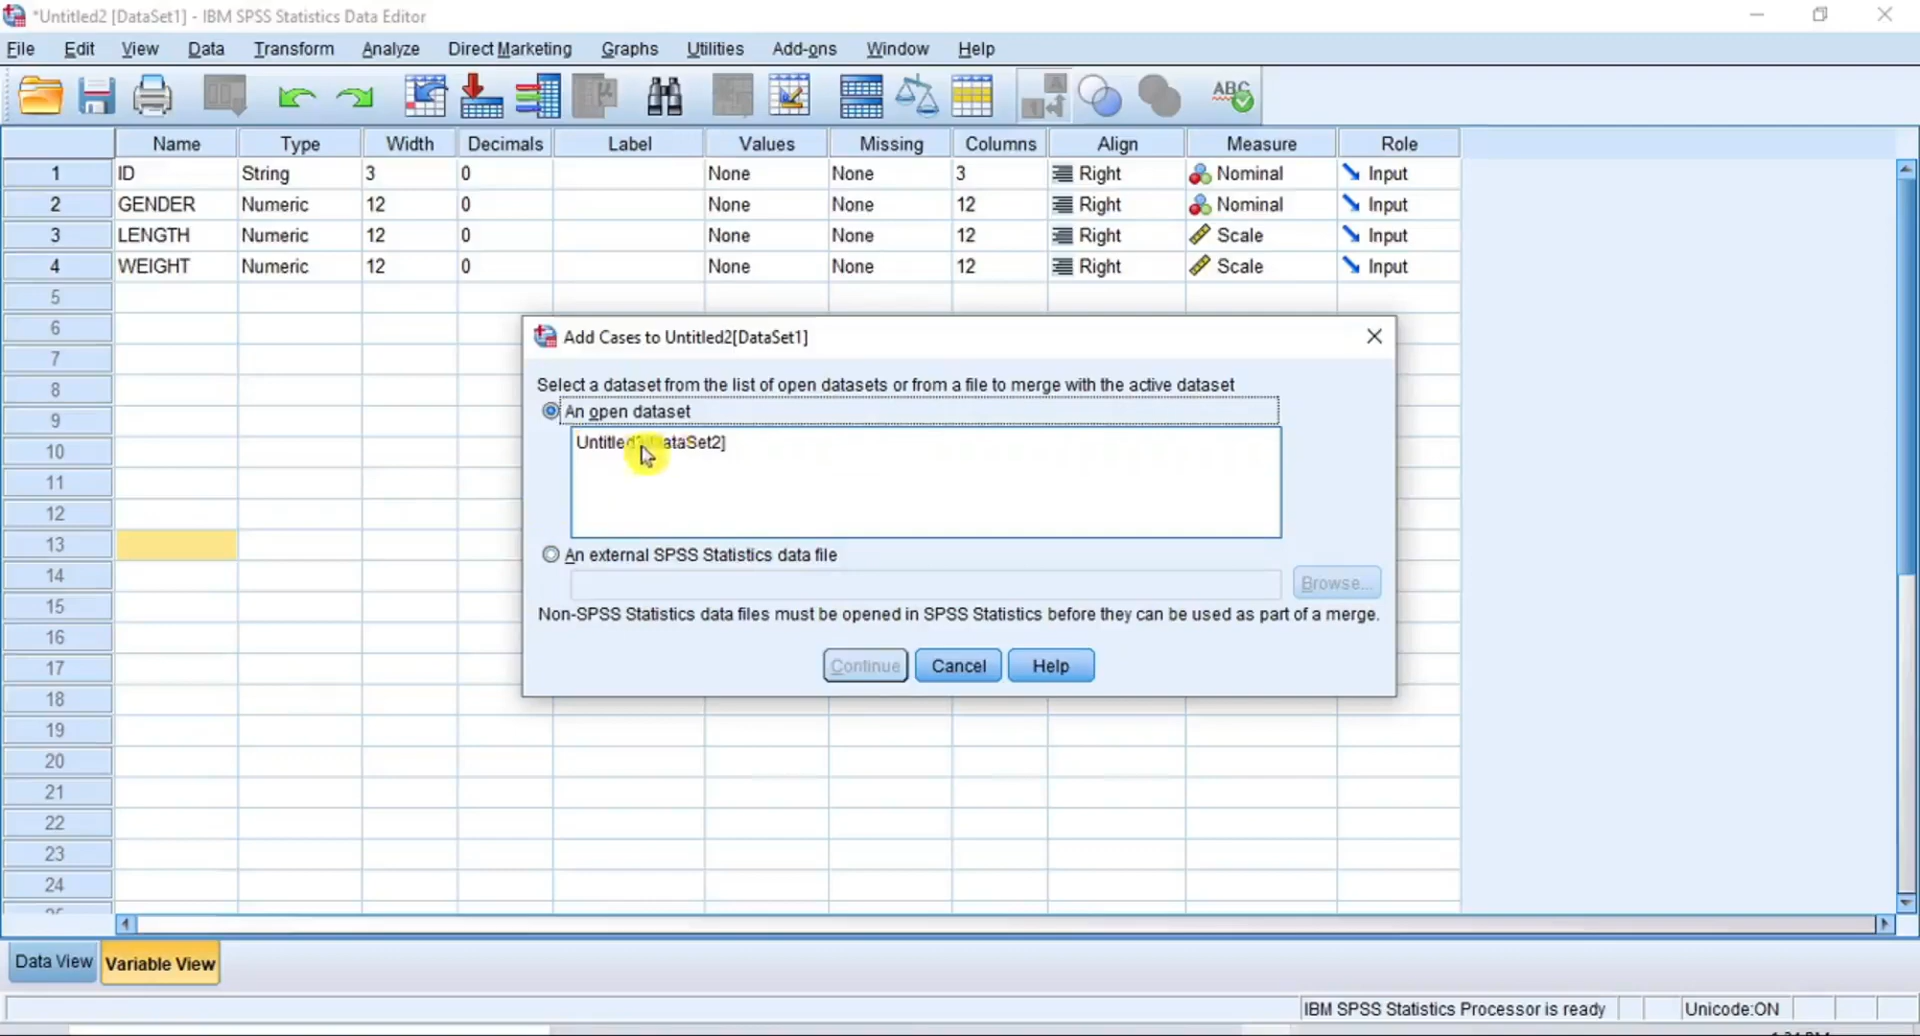 *Untitled2 [DataSet1] - IBM SPSS Statistics Data Editor
File Edit View Data Transform Analyze Direct Marketing Graphs Utilities Add-ons Window Help
ABC
Name Type Width Decimals Label Values Missing Columns Align Measure Role
1 ID String 3 0 None None 3 Right Nominal Input
2 GENDER Numeric 12 0 None None 12 Right Nominal Input
3 LENGTH Numeric 12 0 None None 12 Right Scale Input
4 WEIGHT Numeric 12 0 None None 12 Right Scale Input
5
6
7
8
9
10
11
12
13
14
15
16
17
18
19
20
21
22
23
24
Add Cases to Untitled2[DataSet1]
Select a dataset from the list of open datasets or from a file to merge with the active dataset
An open dataset
An external SPSS Statistics data file
Browse...
Non-SPSS Statistics data files must be opened in SPSS Statistics before they can be used as part of a merge.
Continue Cancel Help
Data View Variable View
IBM SPSS Statistics Processor is ready Unicode:ON